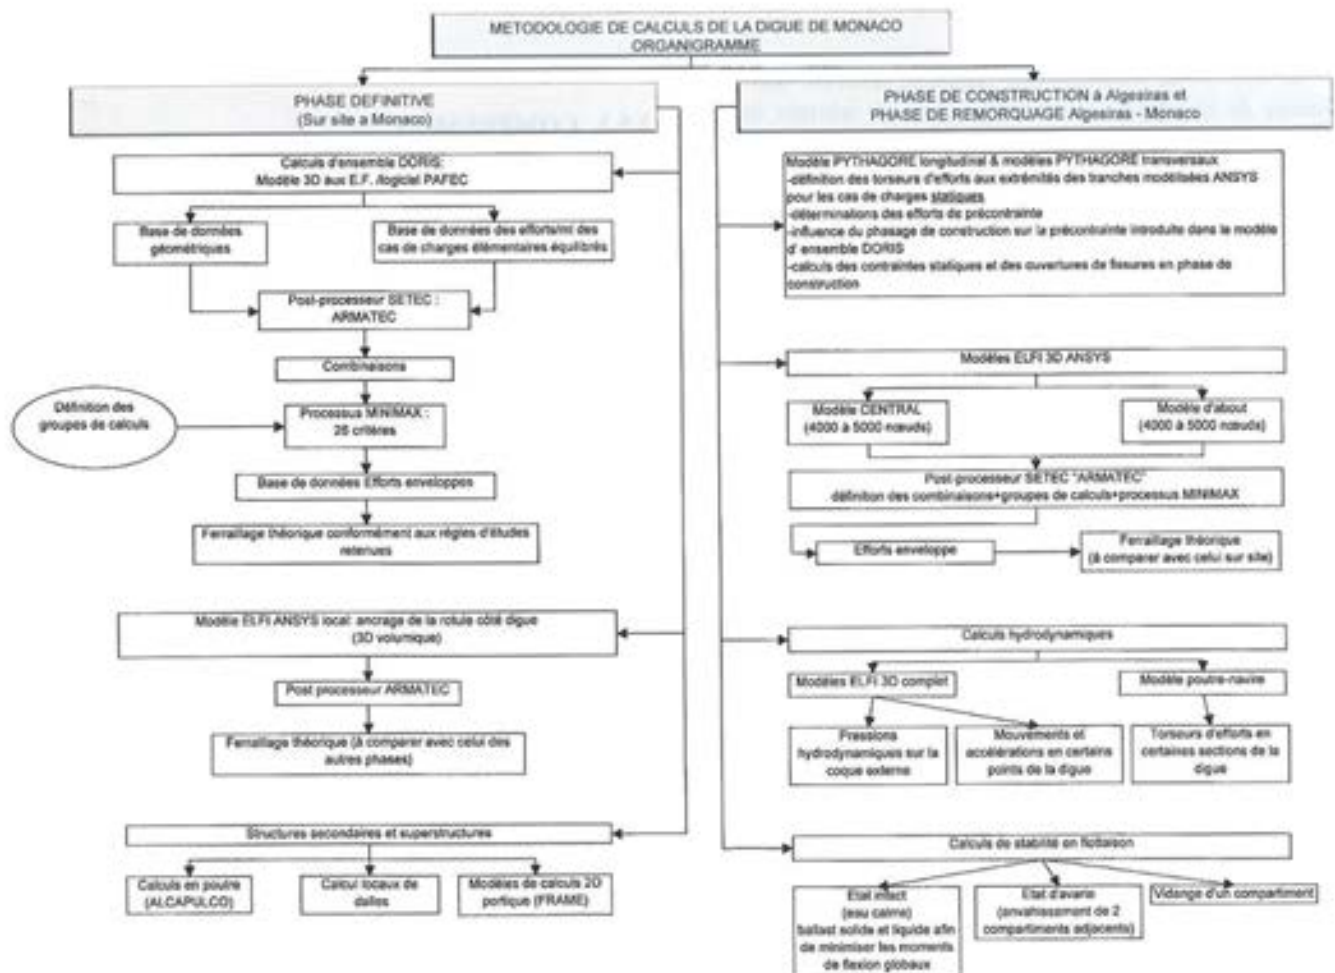 METODOLOGIE DE CALCULS DE LA DIGUE DE MONACO
ORGANIGRAMME
PHASE DEFINITIVE
(Sur site a Monaco)
Calculs d'ensemble DORIS:
Modèle 3D aux E.F. /logiciel PAFEC
Base de données
géométriques
Base de données des efforts/ml des
cas de charges élémentaires équilibrés
Post-processeur SETEC :
ARMATEC
Combinaisons
Définition des
groupes de calculs
Processus MINIMAX :
26 critères
Base de données Efforts enveloppes
Ferraillage théorique conformément aux règles d'études
retenues
Modèle ELFI ANSYS local: ancrage de la rotule côté digue
(3D volumique)
Post processeur ARMATEC
Ferraillage théorique (à comparer avec celui des
autres phases)
Structures secondaires et superstructures
Calculs en poutre
(ALCAPULCO)
Calcul locaux de
dalles
Modèles de calculs 2D
portique (FRAME)
PHASE DE CONSTRUCTION à Algesiras et
PHASE DE REMORQUAGE Algesiras - Monaco
Modèle PYTHAGORE longitudinal & modèles PYTHAGORE transversaux
-définition des torseurs d'efforts aux extrémités des tranches modélisées ANSYS
pour les cas de charges statiques
-déterminations des efforts de précontrainte
-influence du phasage de construction sur la précontrainte introduite dans le modèle
d' ensemble DORIS
-calculs des contraintes statiques et des ouvertures de fissures en phase de
construction
Modèles ELFI 3D ANSYS
Modèle CENTRAL
(4000 à 5000 nœuds)
Modèle d'about
(4000 à 5000 nœuds)
Post-processeur SETEC "ARMATEC"
définition des combinaisons+groupes de calculs+processus MINIMAX
Efforts enveloppe
Ferraillage théorique
(à comparer avec celui sur site)
Calculs hydrodynamiques
Modèles ELFI 3D complet
Modèle poutre-navire
Pressions
hydrodynamiques sur la
coque externe
Mouvements et
accélérations en certains
points de la digue
Torseurs d'efforts en
certaines sections de la
digue
Calculs de stabilité en flottaison
Etat intact
(eau calme)
ballast solide et liquide afin
de minimiser les moments
de flexion globaux
Etat d'avarie
(envahissement de 2
compartiments adjacents)
Vidange d'un compartiment